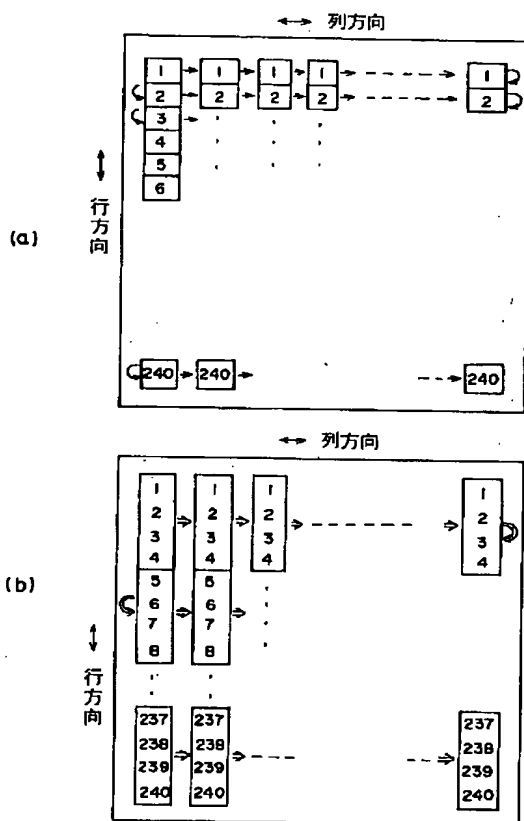 ↔ 列方向
1 → 1 → 1 → 1 → 1
2 → 2 → 2 → 2 → 2
3 →
4
5
6
↕ 行方向
(a)
240 → 240 → → 240
↔ 列方向
1 1 1 1
2 2 2 2
3 3 3 3
4 4 4 4
5 5
6 6
7 7
8 8
(b)
↕ 行方向
237 237 237
238 238 238
239 239 239
240 240 240